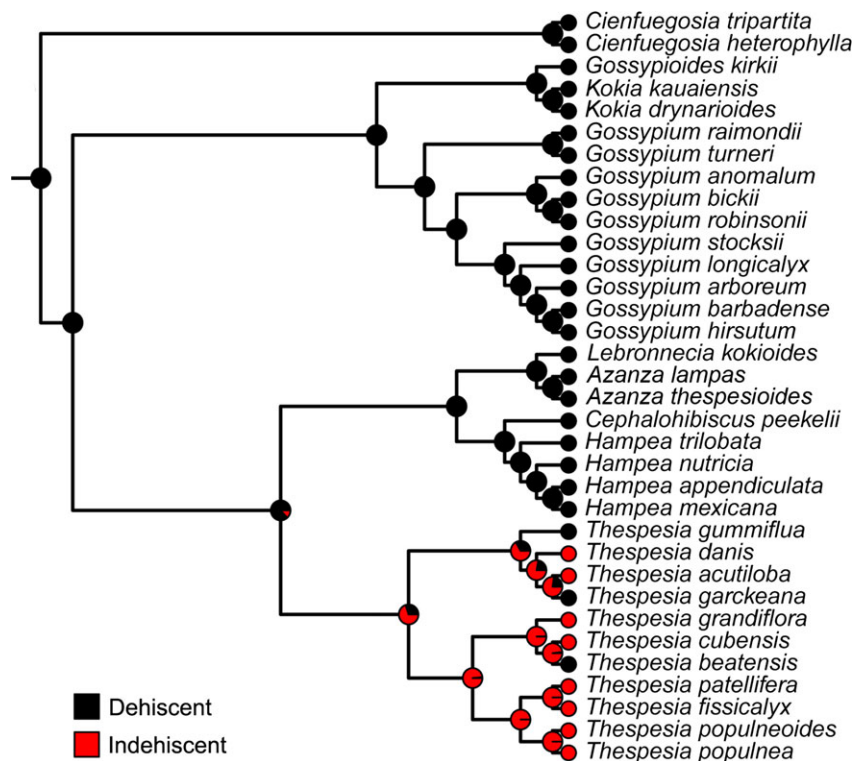 Cienfuegosia tripartita
Cienfuegosia heterophylla
Gossypioides kirkii
Kokia kauaiensis
Kokia drynarioides
Gossypium raimondii
Gossypium turneri
Gossypium anomalum
Gossypium bickii
Gossypium robinsonii
Gossypium stocksii
Gossypium longicalyx
Gossypium arboreum
Gossypium barbadense
Gossypium hirsutum
Lebronnecia kokioides
Azanza lampas
Azanza thespesioides
Cephalohibiscus peekelii
Hampea trilobata
Hampea nutricia
Hampea appendiculata
Hampea mexicana
Thespesia gummiflua
Thespesia danis
Thespesia acutiloba
Thespesia garckeana
Thespesia grandiflora
Thespesia cubensis
Thespesia beatensis
Thespesia patellifera
Thespesia fissicalyx
Thespesia populneoides
Thespesia populnea
Dehiscent
Indehiscent